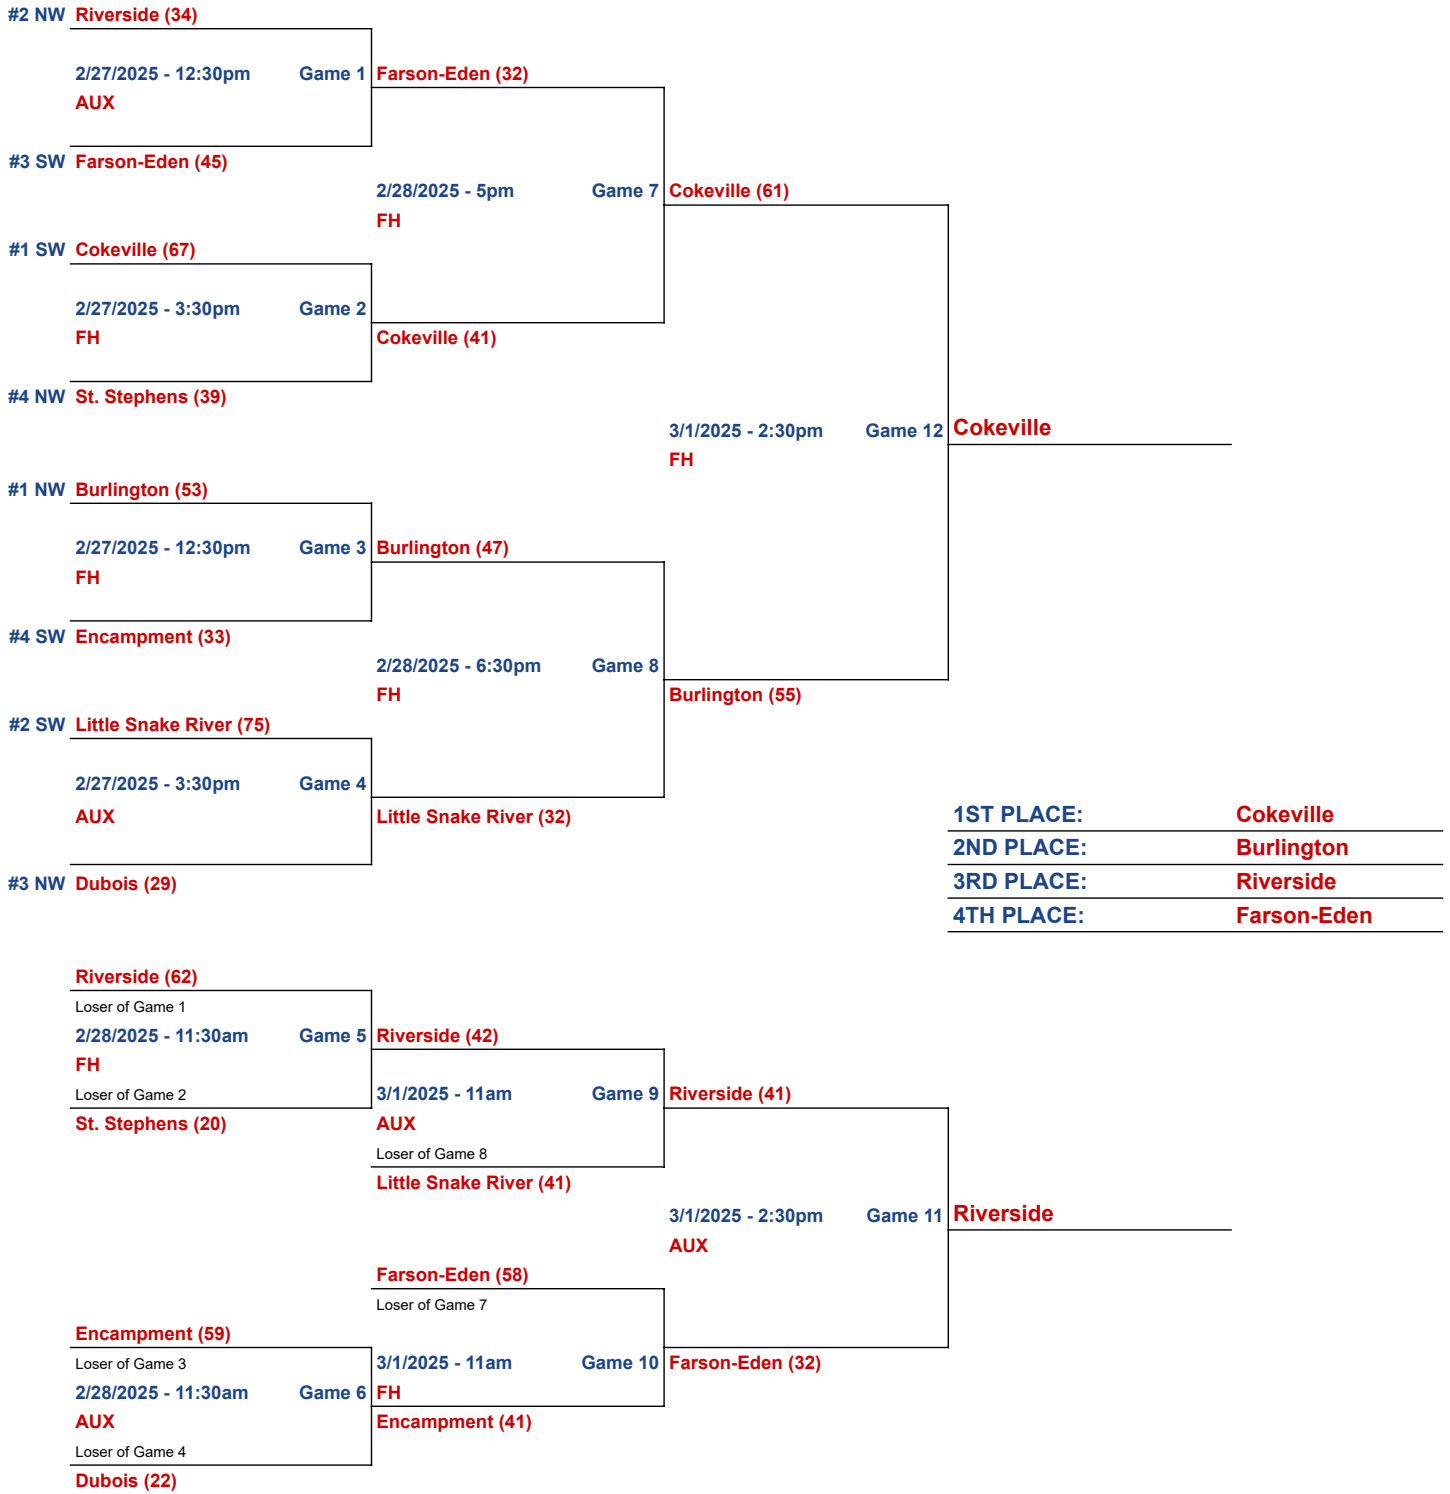 #2 NW Riverside (34)
2/27/2025 - 12:30pm Game 1 Farson-Eden (32)
AUX
#3 SW Farson-Eden (45)
2/28/2025 - 5pm Game 7 Cokeville (61)
FH
#1 SW Cokeville (67)
2/27/2025 - 3:30pm Game 2
FH Cokeville (41)
#4 NW St. Stephens (39)
3/1/2025 - 2:30pm Game 12 Cokeville
FH
#1 NW Burlington (53)
2/27/2025 - 12:30pm Game 3 Burlington (47)
FH
#4 SW Encampment (33)
2/28/2025 - 6:30pm Game 8
FH Burlington (55)
#2 SW Little Snake River (75)
2/27/2025 - 3:30pm Game 4
AUX Little Snake River (32)
1ST PLACE: Cokeville
2ND PLACE: Burlington
#3 NW Dubois (29)
3RD PLACE: Riverside
4TH PLACE: Farson-Eden
Riverside (62)
Loser of Game 1
2/28/2025 - 11:30am Game 5 Riverside (42)
FH
Loser of Game 2 3/1/2025 - 11am Game 9 Riverside (41)
St. Stephens (20) AUX
Loser of Game 8
Little Snake River (41)
3/1/2025 - 2:30pm Game 11 Riverside
AUX
Farson-Eden (58)
Loser of Game 7
Encampment (59)
Loser of Game 3 3/1/2025 - 11am Game 10 Farson-Eden (32)
2/28/2025 - 11:30am Game 6 FH
AUX Encampment (41)
Loser of Game 4
Dubois (22)